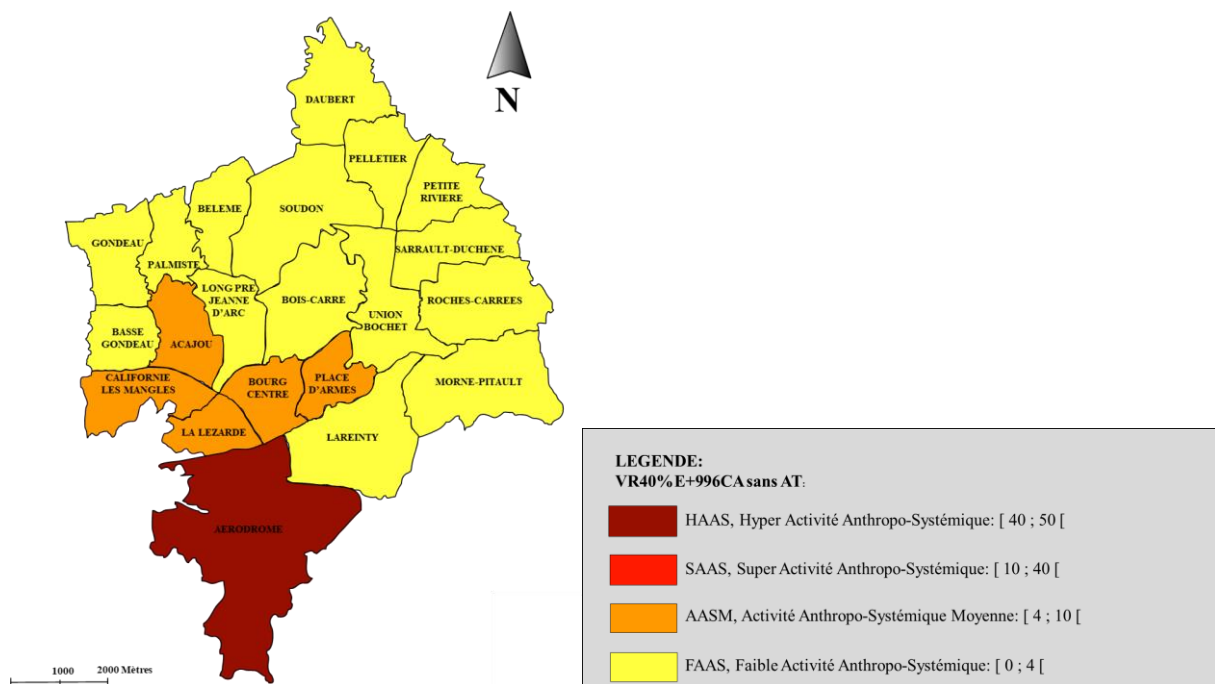 N
DAUBERT
PELLETIER
PETITE
RIVIERE
BELEME
SOUDON
GONDEAU
SARRAULT-DUCHENE
PALMISTE
LONG PRE
JEANNE
D'ARC
BOIS-CARRE
ROCHES-CARREES
UNION
BOCHET
BASSE
GONDEAU
ACAJOU
CALIFORNIE
LES MANGLES
BOURG
CENTRE
PLACE
D'ARMES
MORNE-PITAULT
LA LEZARDE
LAREINTY
AERODROME
1000 2000 Mètres
LEGENDE:
VR40%E+996CA sans AT:
HAAS, Hyper Activité Anthropo-Systémique: [ 40 ; 50 [
SAAS, Super Activité Anthropo-Systémique: [ 10 ; 40 [
AASM, Activité Anthropo-Systémique Moyenne: [ 4 ; 10 [
FAAS, Faible Activité Anthropo-Systémique: [ 0 ; 4 [